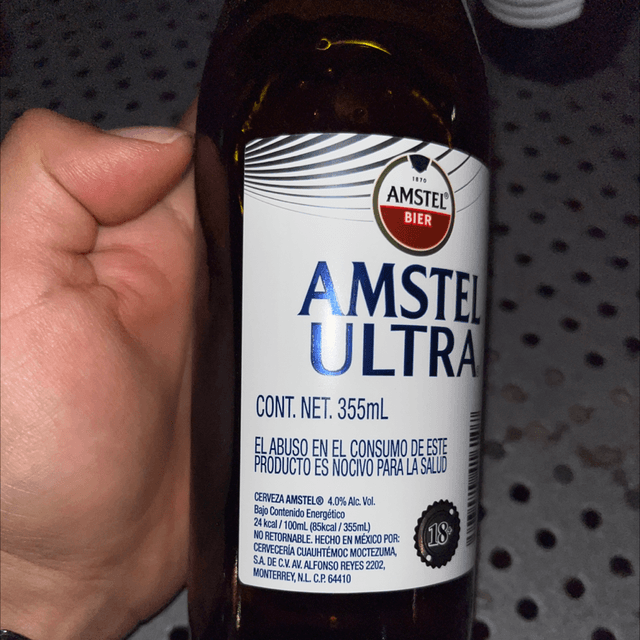 1870
AMSTEL®
BIER
AMSTEL
ULTRA
CONT. NET. 355mL
EL ABUSO EN EL CONSUMO DE ESTE
PRODUCTO ES NOCIVO PARA LA SALUD
CERVEZA AMSTEL® 4.0% Alc. Vol.
Bajo Contenido Energético
24 kcal / 100mL (85kcal / 355mL)
NO RETORNABLE. HECHO EN MÉXICO POR:
CERVECERÍA CUAUHTÉMOC MOCTEZUMA,
S.A. DE C.V. AV. ALFONSO REYES 2202,
MONTERREY, N.L. C.P. 64410
18+